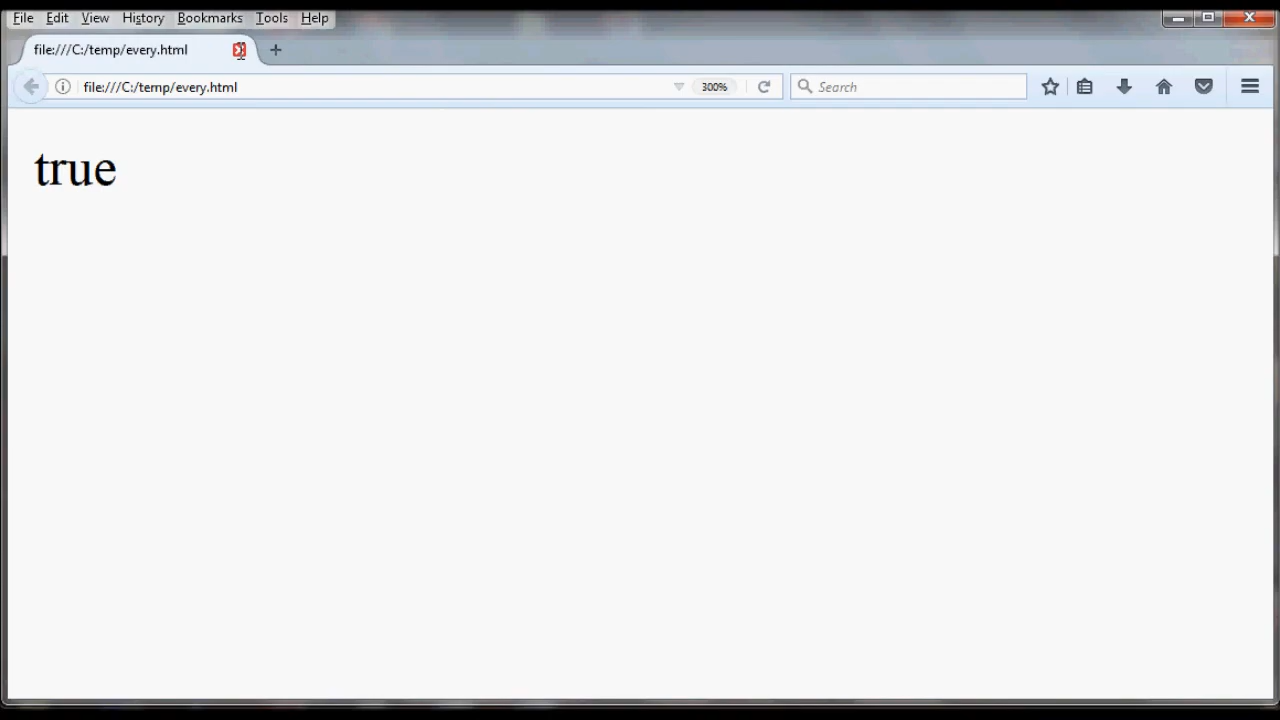 File Edit View History Bookmarks Tools Help
file:///C:/temp/every.html
file:///C:/temp/every.html 300% Search
true